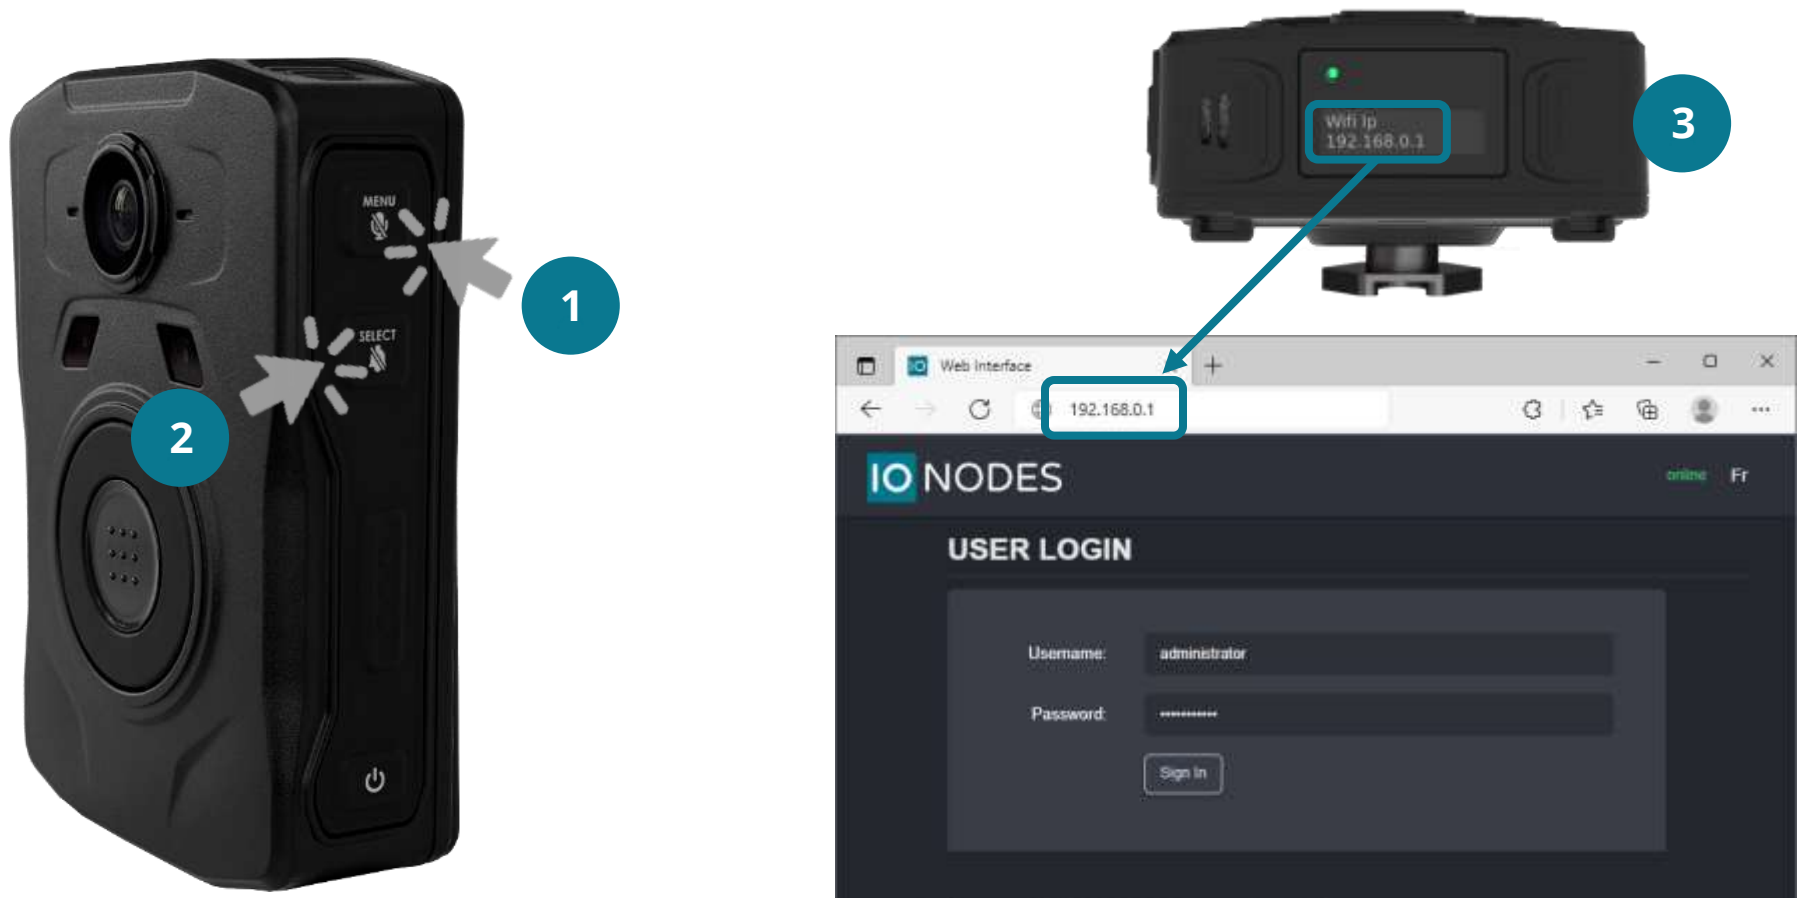 MENU
SELECT
1
2
3
Wifi Ip
192.168.0.1
Web Interface
192.168.0.1
IO NODES
online Fr
USER LOGIN
Username: administrator
Password: •••••••••••
Sign In